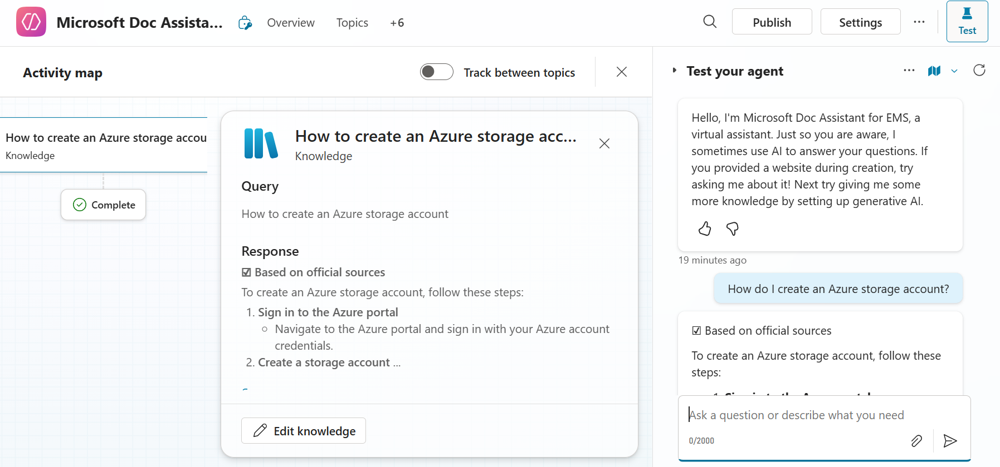 Microsoft Doc Assista...
Overview
Topics
+6
Publish
Settings
Test
Activity map
Track between topics
How to create an Azure storage accou
Knowledge
Complete
How to create an Azure storage acc...
Knowledge
Query
How to create an Azure storage account
Response
☑ Based on official sources
To create an Azure storage account, follow these steps:
1. Sign in to the Azure portal
○ Navigate to the Azure portal and sign in with your Azure account
credentials.
2. Create a storage account ...
Edit knowledge
Test your agent
Hello, I'm Microsoft Doc Assistant for EMS, a
virtual assistant. Just so you are aware, I
sometimes use AI to answer your questions. If
you provided a website during creation, try
asking me about it! Next try giving me some
more knowledge by setting up generative AI.
19 minutes ago
How do I create an Azure storage account?
☑ Based on official sources
To create an Azure storage account, follow these
steps:
1. Sign in to the Azure portal
Ask a question or describe what you need
0/2000